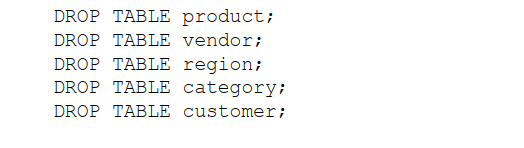 DROP TABLE product;
DROP TABLE vendor;
DROP TABLE region;
DROP TABLE category;
DROP TABLE customer;